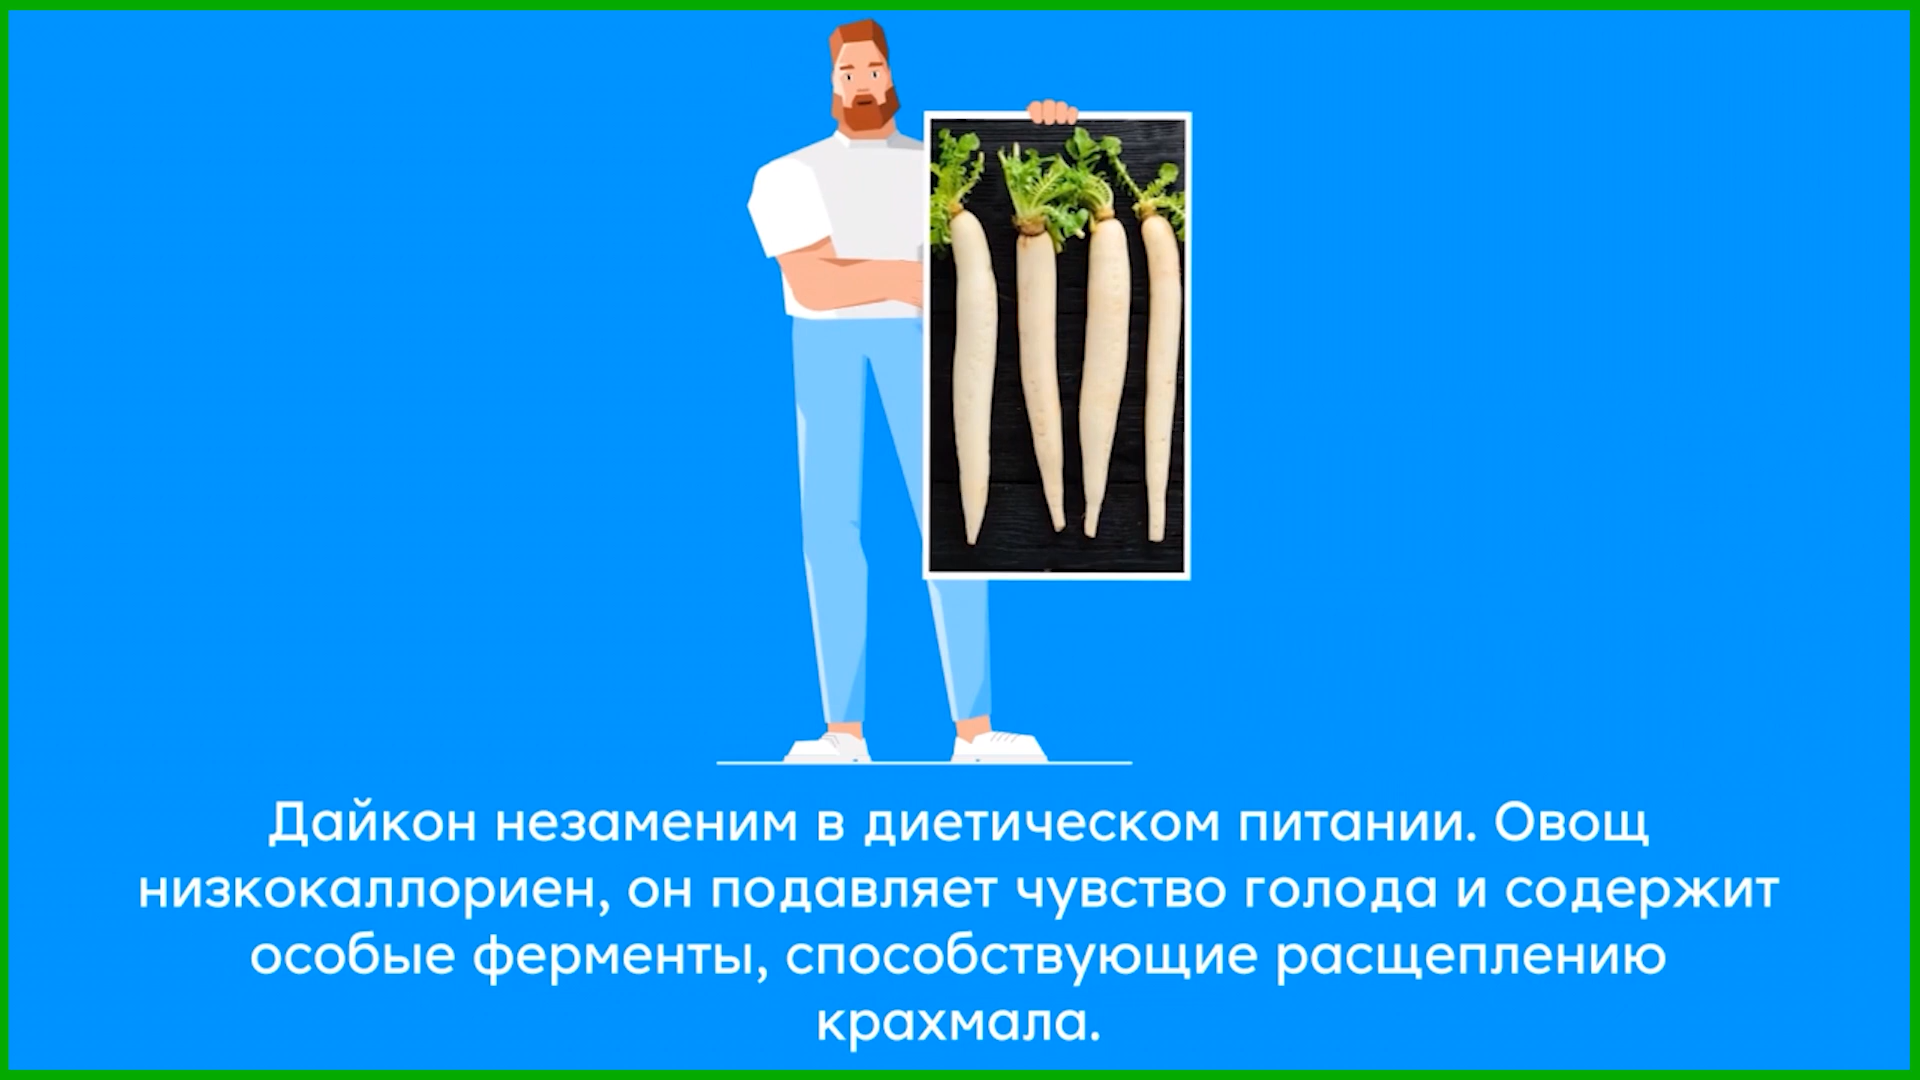 Дайкон незаменим в диетическом питании. Овощ
низкокаллориен, он подавляет чувство голода и содержит
особые ферменты, способствующие расщеплению
крахмала.